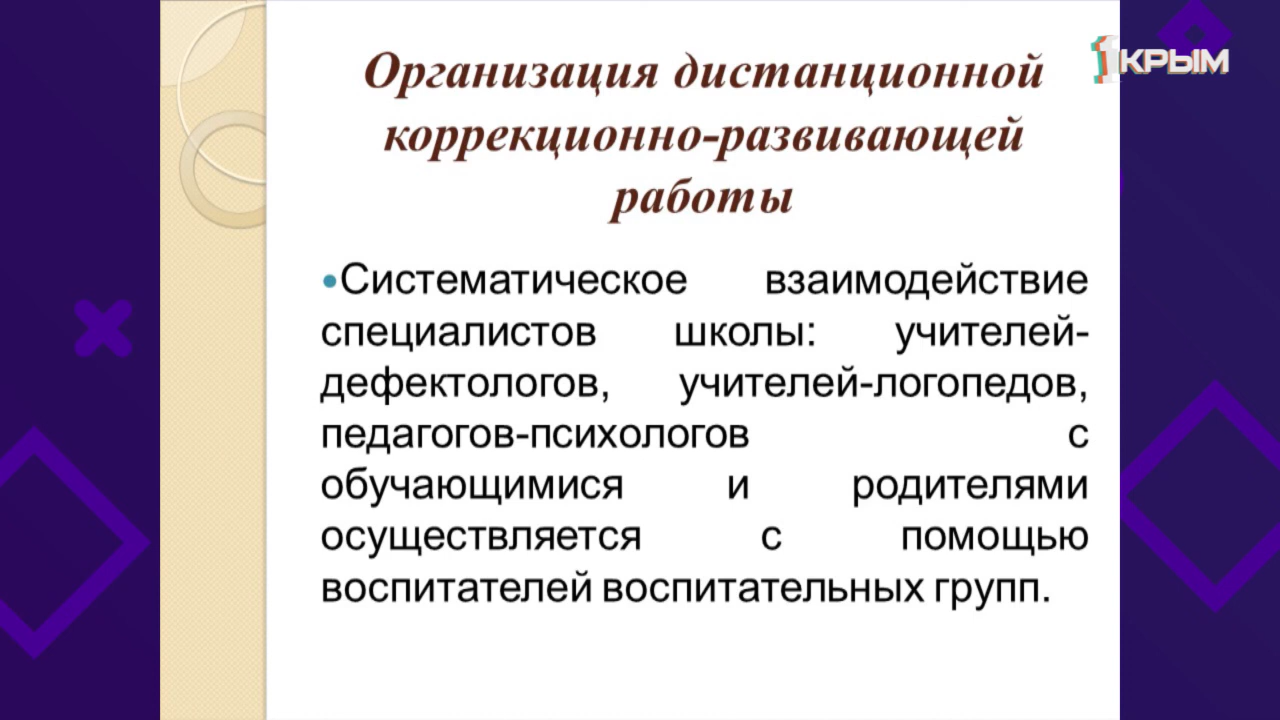 Организация дистанционной
коррекционно-развивающей
работы
1КРЫМ
•Систематическое взаимодействие
специалистов школы: учителей-
дефектологов, учителей-логопедов,
педагогов-психологов с
обучающимися и родителями
осуществляется с помощью
воспитателей воспитательных групп.